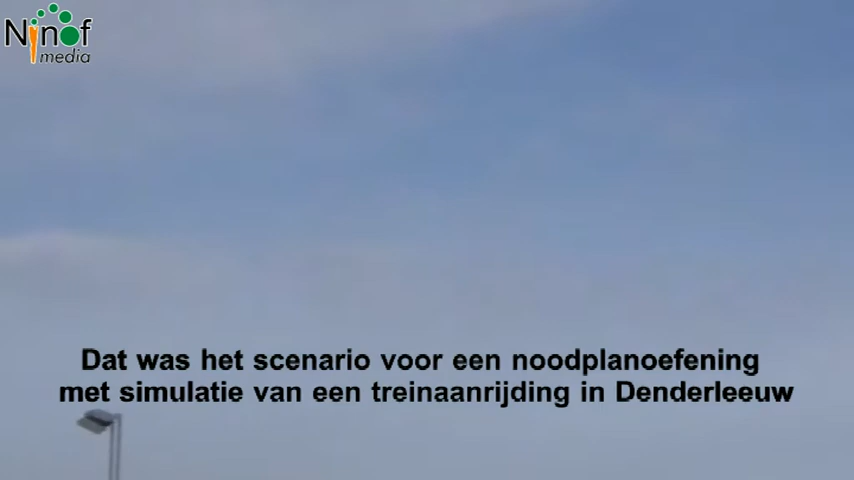 Ninof
media
Dat was het scenario voor een noodplanoefening
met simulatie van een treinaanrijding in Denderleeuw